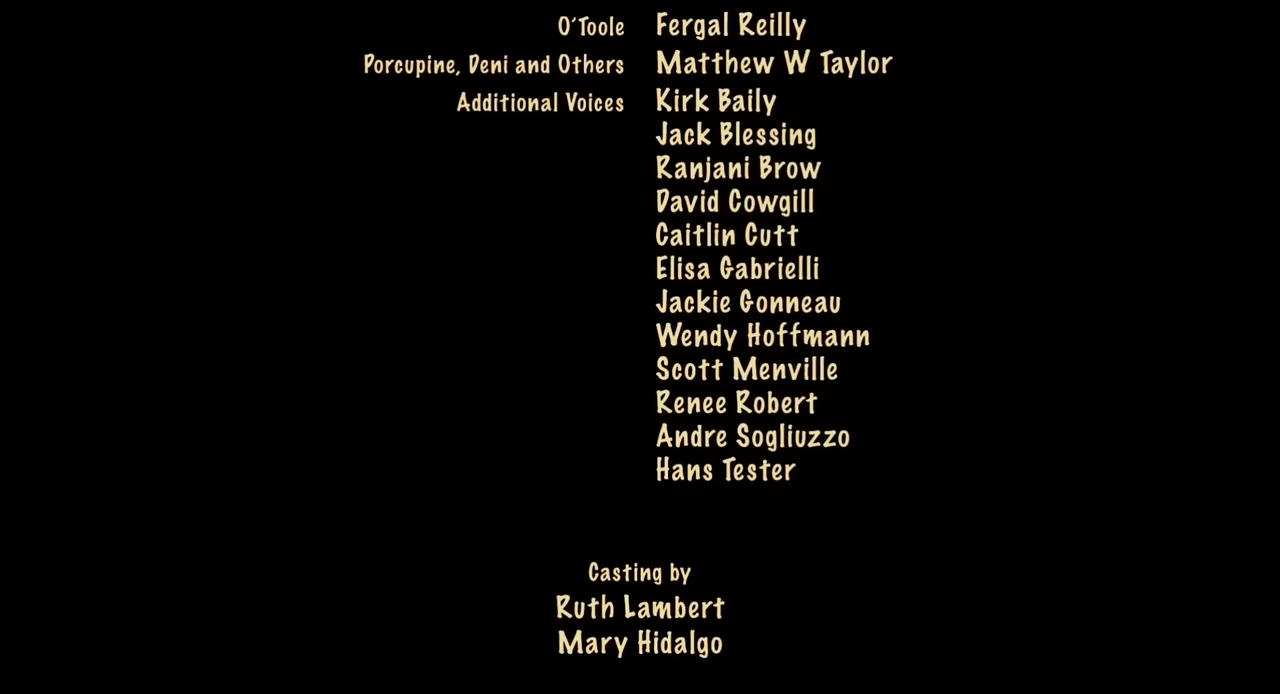 O'Toole Fergal Reilly
Porcupine, Deni and Others Matthew W Taylor
Additional Voices Kirk Baily
Jack Blessing
Ranjani Brow
David Cowgill
Caitlin Cutt
Elisa Gabrielli
Jackie Gonneau
Wendy Hoffmann
Scott Menville
Renee Robert
Andre Sogliuzzo
Hans Tester
Casting by
Ruth Lambert
Mary Hidalgo